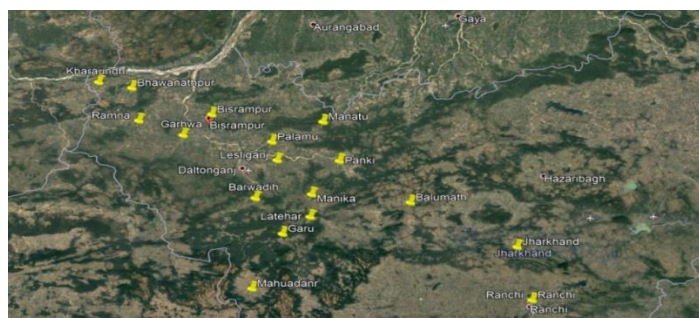 Gaya
Aurangabad
Kharaundhi
Bhawanathpur
Bisrampur
Ramna
Manatu
Bisrampur
Garhwa
Palamu
Lesliganj
Panki
Daltonganj
Hazaribagh
Barwadih
Manika
Balumath
Latehar
Garu
Jharkhand
Jharkhand
Mahuadanr
Ranchi
Ranchi
Ranchi